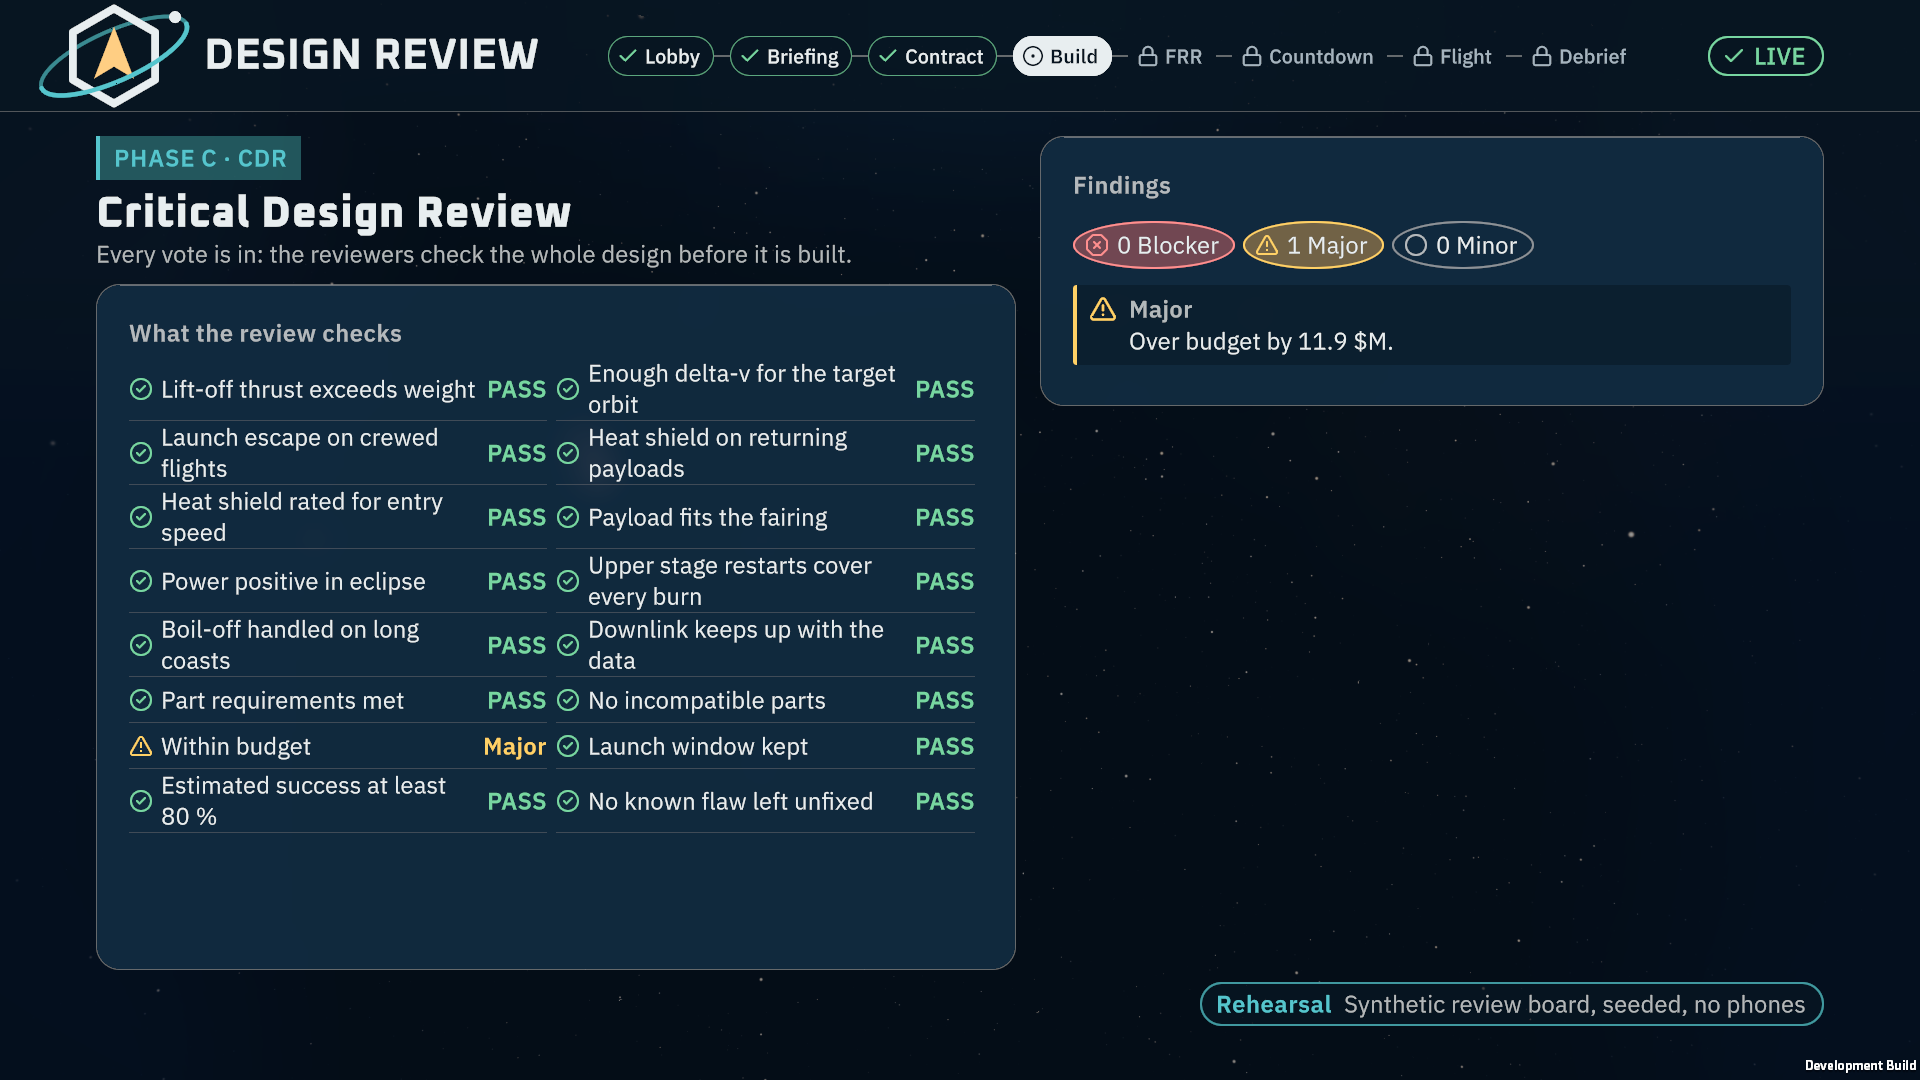 DESIGN REVIEW
Lobby
Briefing
Contract
Build
FRR
Countdown
Flight
Debrief
LIVE
PHASE C · CDR
Critical Design Review
Every vote is in: the reviewers check the whole design before it is built.
What the review checks
Lift-off thrust exceeds weight PASS
Enough delta-v for the target
orbit
PASS
Launch escape on crewed
flights
PASS
Heat shield on returning
payloads
PASS
Heat shield rated for entry
speed
PASS
Payload fits the fairing PASS
Power positive in eclipse PASS
Upper stage restarts cover
every burn
PASS
Boil-off handled on long
coasts
PASS
Downlink keeps up with the
data
PASS
Part requirements met PASS
No incompatible parts PASS
Within budget Major
Launch window kept PASS
Estimated success at least
80 %
PASS
No known flaw left unfixed PASS
Findings
0 Blocker
1 Major
0 Minor
Major
Over budget by 11.9 $M.
Rehearsal Synthetic review board, seeded, no phones
Development Build